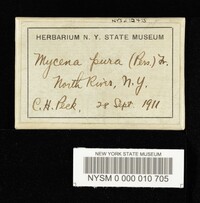 HERBARIUM N. Y. STATE MUSEUM
Mycena pura (Pers.) Fr.
North River, N.Y.
C.H. Peck, 28 Sept. 1911
NEW YORK STATE MUSEUM
NYSM 0 000 010 705